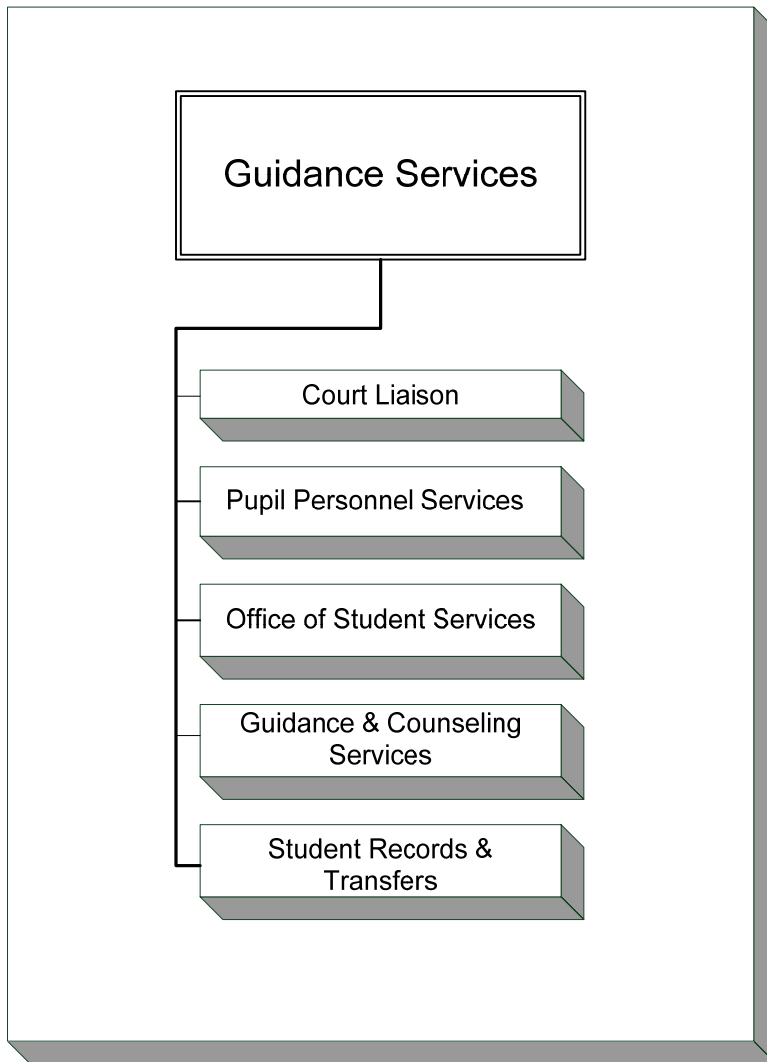 Guidance Services
Court Liaison
Pupil Personnel Services
Office of Student Services
Guidance & Counseling
Services
Student Records &
Transfers